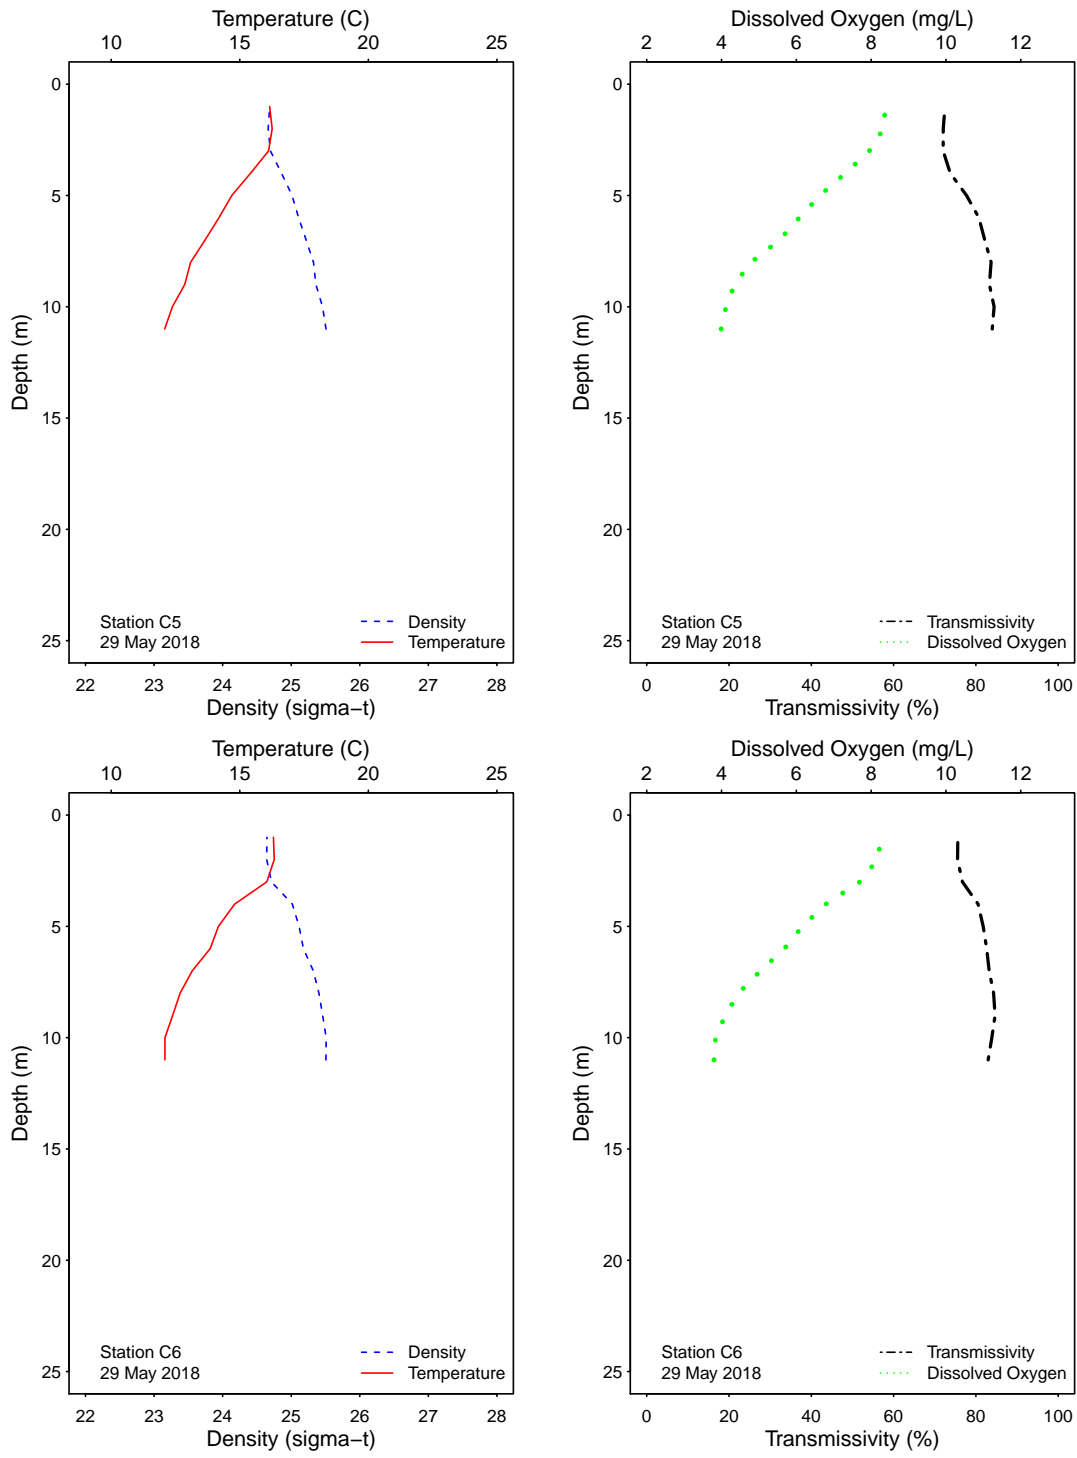 Temperature (C)
10 15 20 25
0
5
10
15
20
25
Depth (m)
Station C5
29 May 2018
Density
Temperature
22 23 24 25 26 27 28
Density (sigma−t)
Dissolved Oxygen (mg/L)
2 4 6 8 10 12
0
5
10
15
20
25
Depth (m)
Station C5
29 May 2018
Transmissivity
Dissolved Oxygen
0 20 40 60 80 100
Transmissivity (%)
Temperature (C)
10 15 20 25
0
5
10
15
20
25
Depth (m)
Station C6
29 May 2018
Density
Temperature
22 23 24 25 26 27 28
Density (sigma−t)
Dissolved Oxygen (mg/L)
2 4 6 8 10 12
0
5
10
15
20
25
Depth (m)
Station C6
29 May 2018
Transmissivity
Dissolved Oxygen
0 20 40 60 80 100
Transmissivity (%)